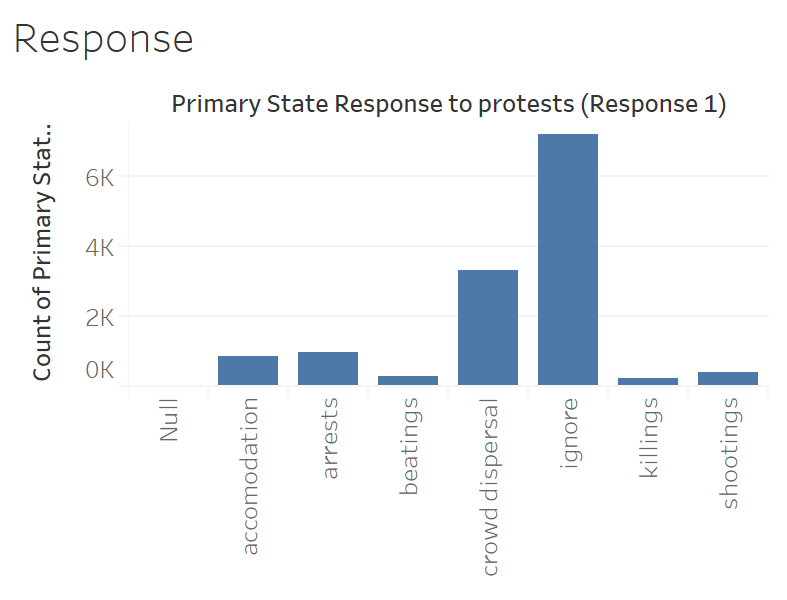 Response
Primary State Response to protests (Response 1)
Count of Primary Stat..
6K
4K
2K
0K
Null
accomodation
arrests
beatings
crowd dispersal
ignore
killings
shootings